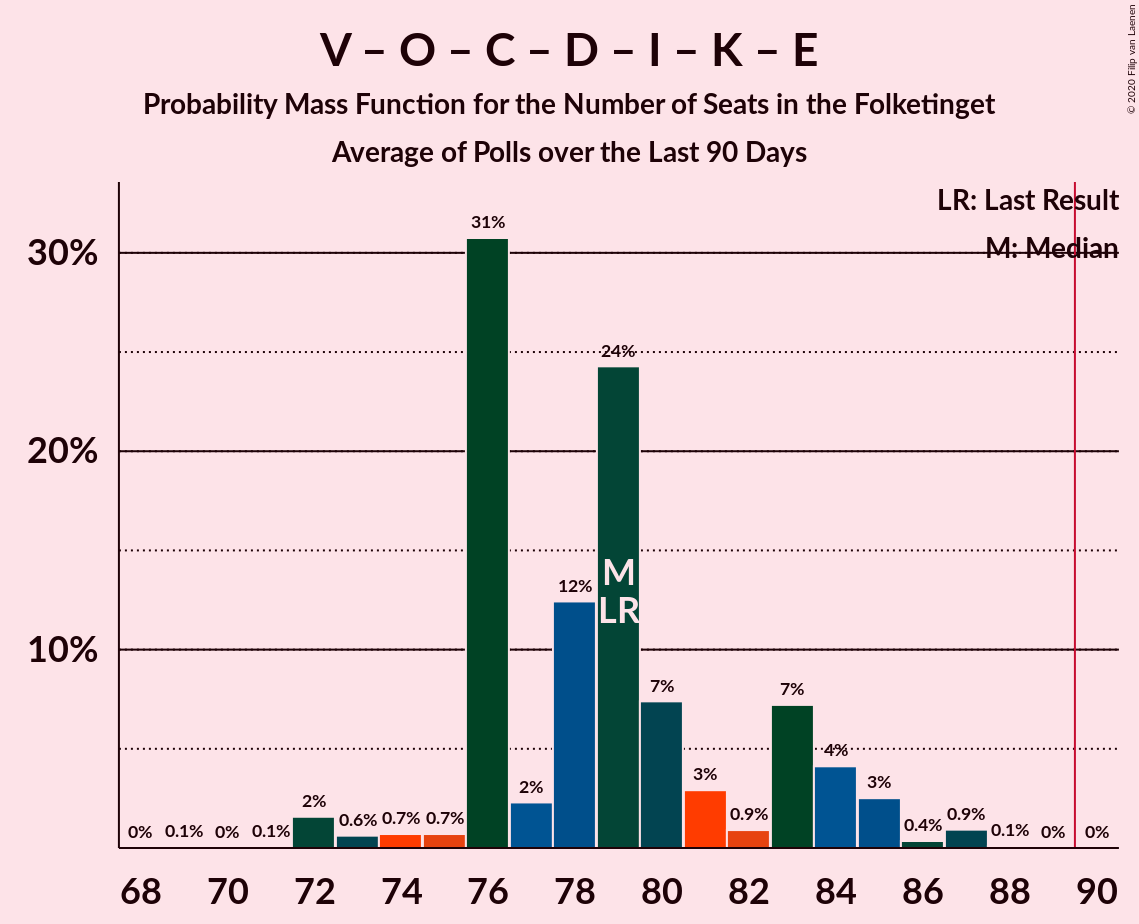 V – O – C – D – I – K – E
Probability Mass Function for the Number of Seats in the Folketinget
Average of Polls over the Last 90 Days
© 2020 Filip van Laenen
LR: Last Result
M: Median
30%
20%
10%
0% 0.1% 0% 0.1% 2% 0.6% 0.7% 0.7% 31% 2% 12% 24% 7% 3% 0.9% 7% 4% 3% 0.4% 0.9% 0.1% 0% 0%
M
LR
68 70 72 74 76 78 80 82 84 86 88 90